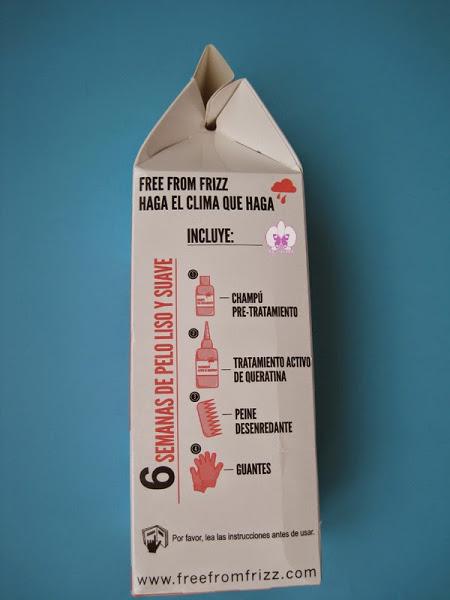 FREE FROM FRIZZ
HAGA EL CLIMA QUE HAGA
INCLUYE:
6 SEMANAS DE PELO LISO Y SUAVE
1
CHAMPÚ
PRE-TRATAMIENTO
2
TRATAMIENTO ACTIVO
DE QUERATINA
3
PEINE
DESENREDANTE
4
GUANTES
Por favor, lea las instrucciones antes de usar.
www.freefromfrizz.com